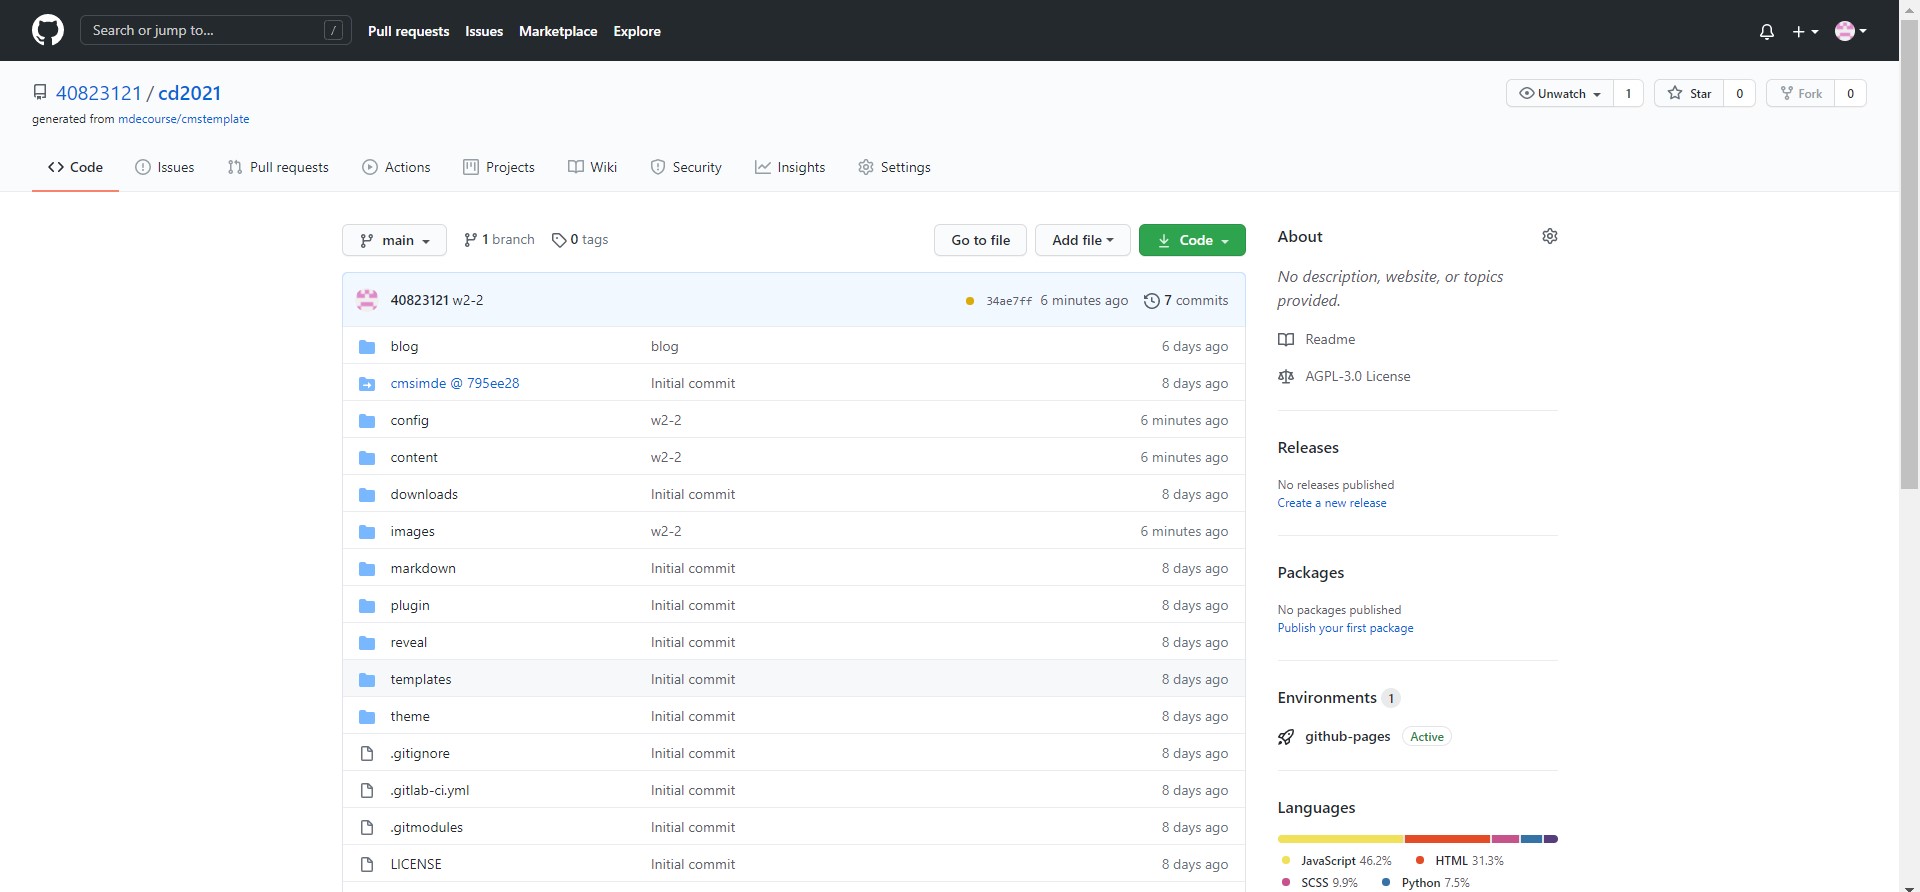 Search or jump to... /
Pull requests Issues Marketplace Explore
40823121 / cd2021
generated from mdecourse/cmstemplate
Unwatch 1 Star 0 Fork 0
Code Issues Pull requests Actions Projects Wiki Security Insights Settings
main 1 branch 0 tags Go to file Add file Code
40823121 w2-2 34ae7ff 6 minutes ago 7 commits
blog blog 6 days ago
cmsimde @ 795ee28 Initial commit 8 days ago
config w2-2 6 minutes ago
content w2-2 6 minutes ago
downloads Initial commit 8 days ago
images w2-2 6 minutes ago
markdown Initial commit 8 days ago
plugin Initial commit 8 days ago
reveal Initial commit 8 days ago
templates Initial commit 8 days ago
theme Initial commit 8 days ago
.gitignore Initial commit 8 days ago
.gitlab-ci.yml Initial commit 8 days ago
.gitmodules Initial commit 8 days ago
LICENSE Initial commit 8 days ago
About
No description, website, or topics
provided.
Readme
AGPL-3.0 License
Releases
No releases published
Create a new release
Packages
No packages published
Publish your first package
Environments 1
github-pages Active
Languages
JavaScript 46.2% HTML 31.3%
SCSS 9.9% Python 7.5%